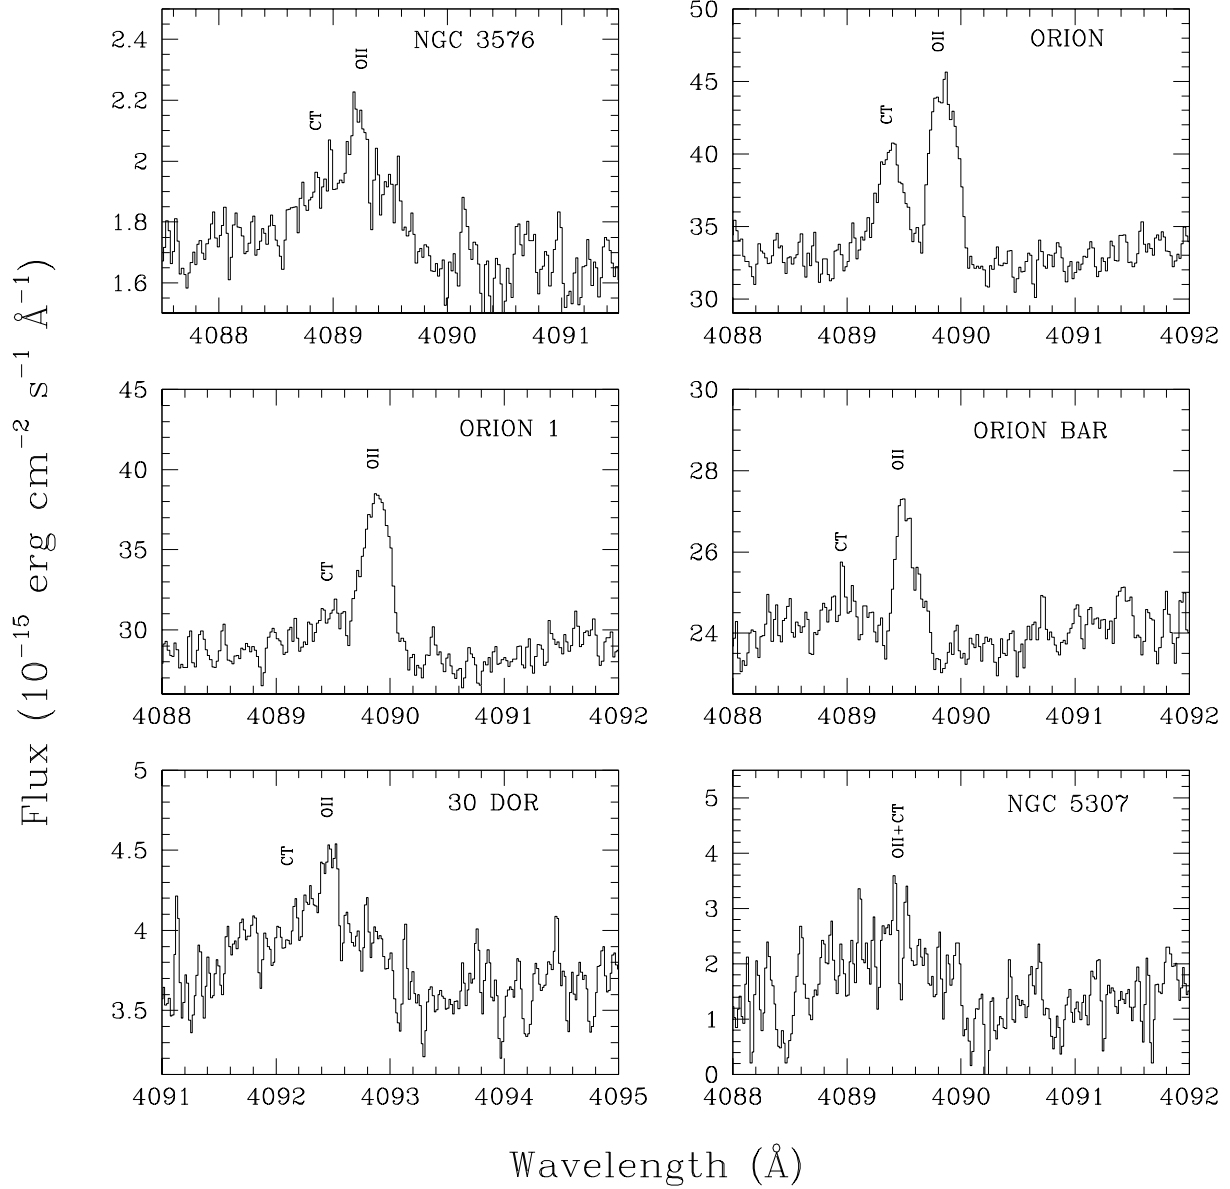 NGC 3576
OII
CT
2.4
2.2
2
1.8
1.6
4088 4089 4090 4091
ORION
OII
CT
50
45
40
35
30
4088 4089 4090 4091 4092
ORION 1
OII
CT
45
40
35
30
4088 4089 4090 4091 4092
ORION BAR
OII
CT
30
28
26
24
4088 4089 4090 4091 4092
30 DOR
OII
CT
5
4.5
4
3.5
4091 4092 4093 4094 4095
NGC 5307
OII+CT
5
4
3
2
1
0
4088 4089 4090 4091 4092
Flux (10⁻¹⁵ erg cm⁻² s⁻¹ Å⁻¹)
Wavelength (Å)